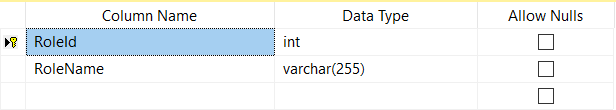 Column Name Data Type Allow Nulls
RoleId int
RoleName varchar(255)